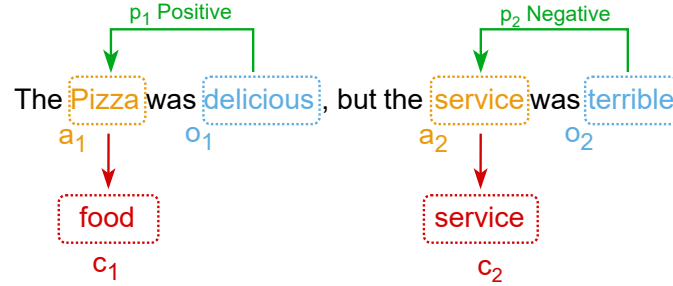 p₁ Positive p₂ Negative
The Pizza was delicious , but the service was terrible
a₁ o₁ a₂ o₂
food service
c₁ c₂